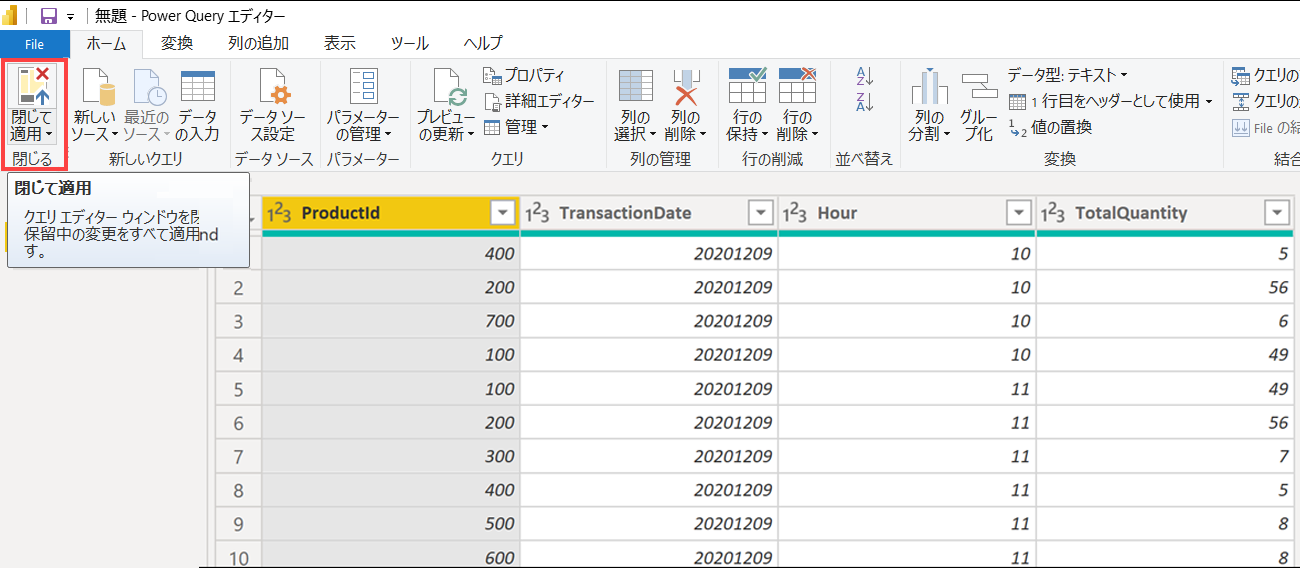 無題 - Power Query エディター
File ホーム 変換 列の追加 表示 ツール ヘルプ
閉じて
適用
閉じる
新しい
ソース
最近の
ソース
データ
の入力
新しいクエリ
データ ソー
ス設定
データ ソース
パラメーター
の管理
パラメーター
プレビュー
の更新
プロパティ
詳細エディター
管理
クエリ
列の
選択
列の
削除
列の管理
行の
保持
行の
削除
行の削減
並べ替え
列の
分割
グルー
プ化
データ型: テキスト
1 行目をヘッダーとして使用
値の置換
変換
クエリの
クエリの
File の結
結合
閉じて適用
クエリ エディター ウィンドウを
保留中の変更をすべて適用nd
す。
ProductId TransactionDate Hour TotalQuantity
400 20201209 10 5
2 200 20201209 10 56
3 700 20201209 10 6
4 100 20201209 10 49
5 100 20201209 11 49
6 200 20201209 11 56
7 300 20201209 11 7
8 400 20201209 11 5
9 500 20201209 11 8
10 600 20201209 11 8